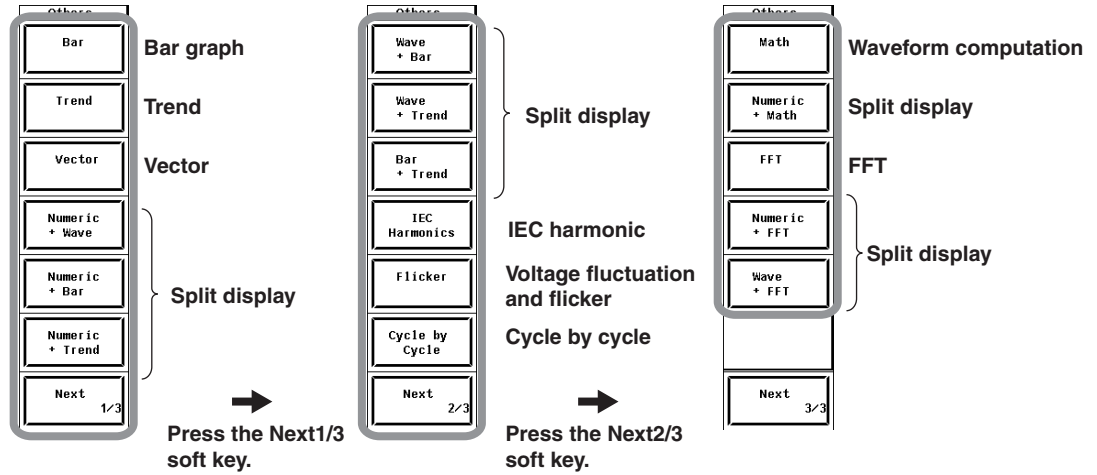 Others
Bar
Bar graph
Trend
Trend
Vector
Vector
Numeric
+ Wave
Numeric
+ Bar
Numeric
+ Trend
Split display
Next
1/3
Press the Next1/3
soft key.
Others
Wave
+ Bar
Wave
+ Trend
Bar
+ Trend
Split display
IEC
Harmonics
IEC harmonic
Flicker
Voltage fluctuation
and flicker
Cycle by
Cycle
Cycle by cycle
Next
2/3
Press the Next2/3
soft key.
Others
Math
Waveform computation
Numeric
+ Math
Split display
FFT
FFT
Numeric
+ FFT
Wave
+ FFT
Split display
Next
3/3